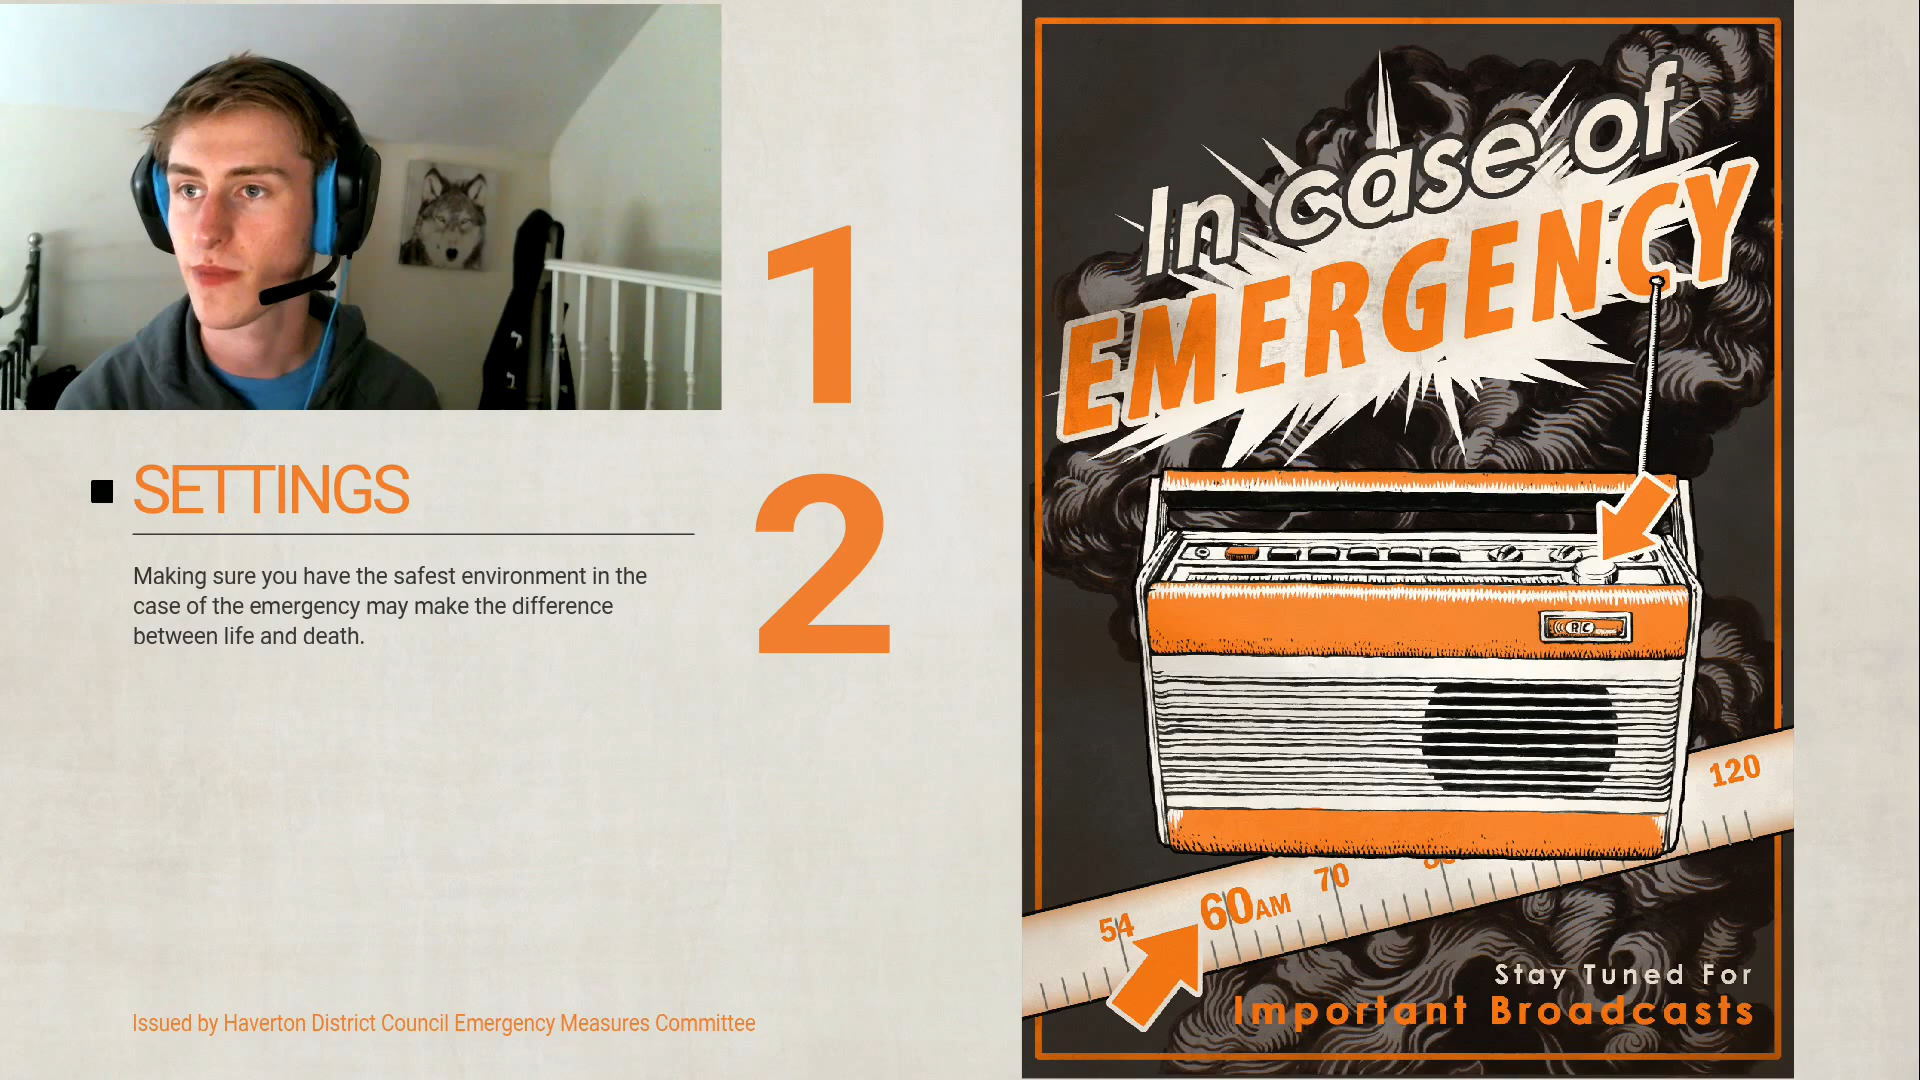 1
2
SETTINGS
Making sure you have the safest environment in the
case of the emergency may make the difference
between life and death.
Issued by Haverton District Council Emergency Measures Committee
In case of
EMERGENCY
RC
120
54
60AM
70
Stay Tuned For
Important Broadcasts